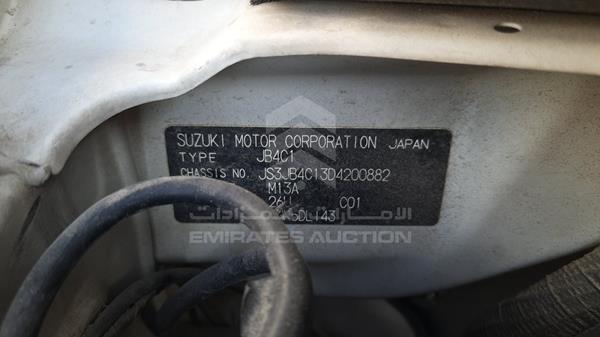 SUZUKI MOTOR CORPORATION JAPAN
TYPE JB4C1
CHASSIS NO. JS3JB4C13D4200882
M13A
26U C01
الإمارات للمزادات
EMIRATES AUCTION